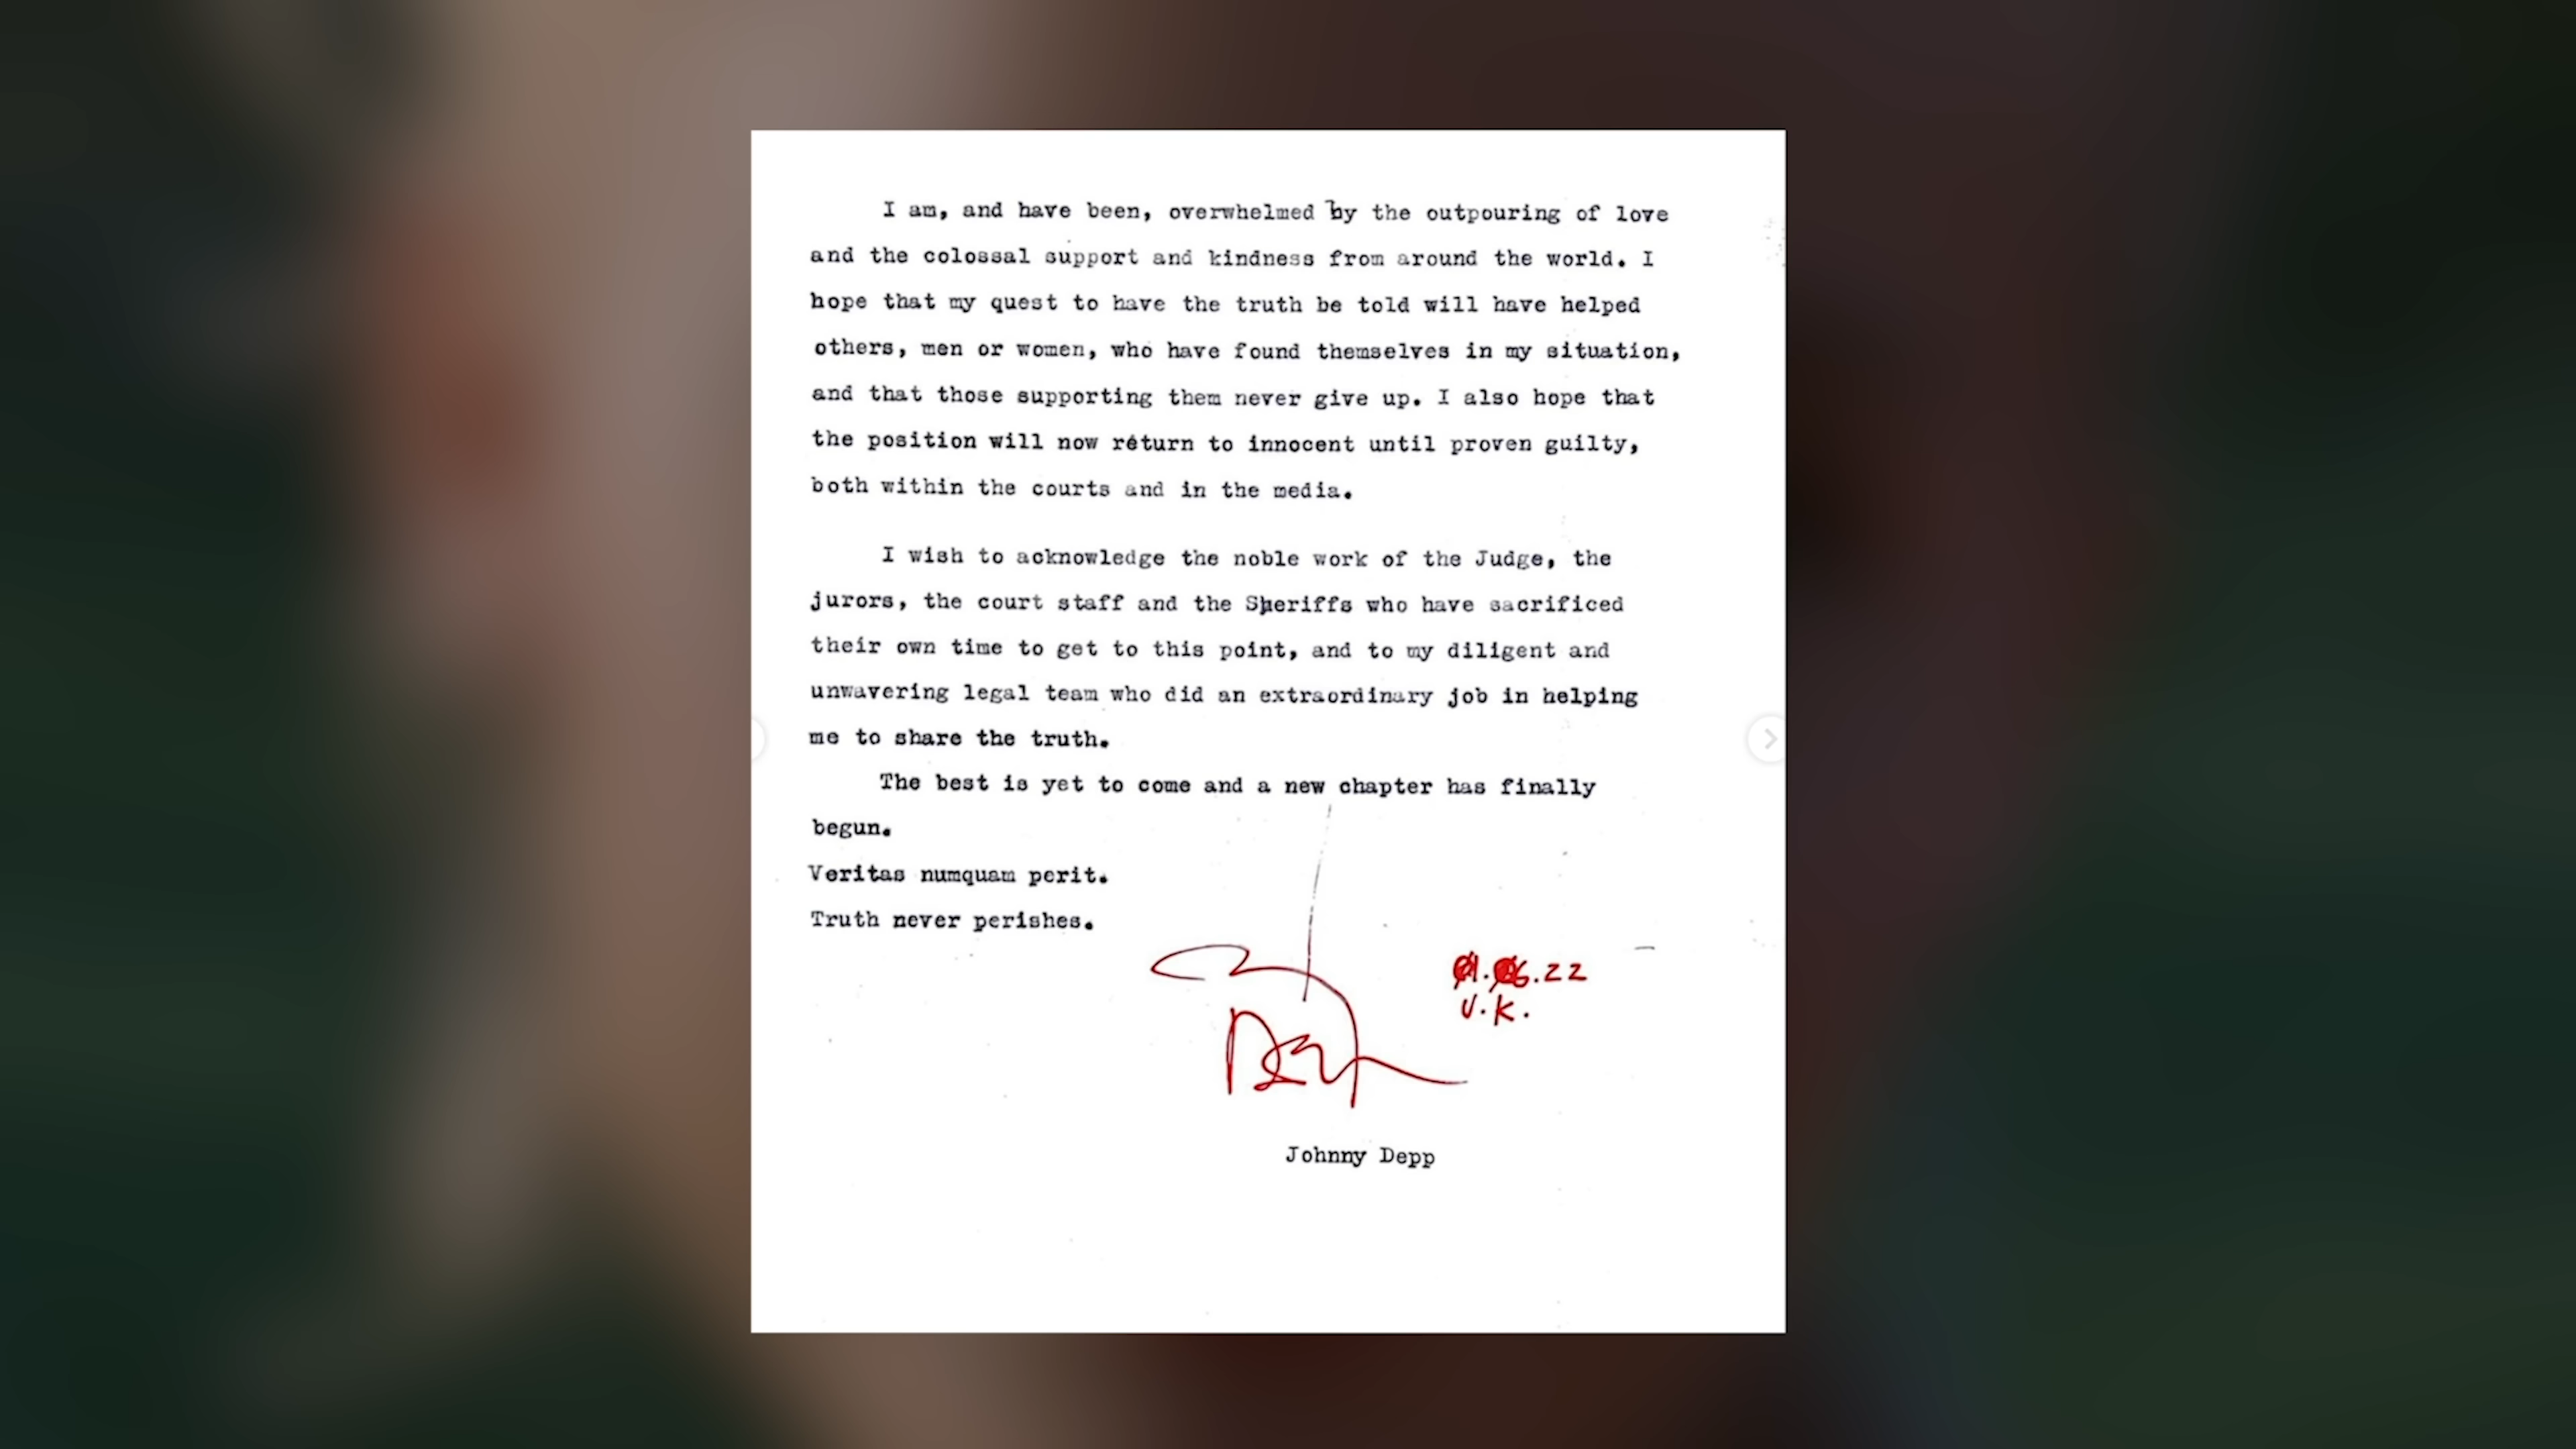 I am, and have been, overwhelmed by the outpouring of love
and the colossal support and kindness from around the world. I
hope that my quest to have the truth be told will have helped
others, men or women, who have found themselves in my situation,
and that those supporting them never give up. I also hope that
the position will now return to innocent until proven guilty,
both within the courts and in the media.
I wish to acknowledge the noble work of the Judge, the
jurors, the court staff and the Sheriffs who have sacrificed
their own time to get to this point, and to my diligent and
unwavering legal team who did an extraordinary job in helping
me to share the truth.
The best is yet to come and a new chapter has finally
begun.
Veritas numquam perit.
Truth never perishes.
01.06.22
U.K.
Johnny Depp